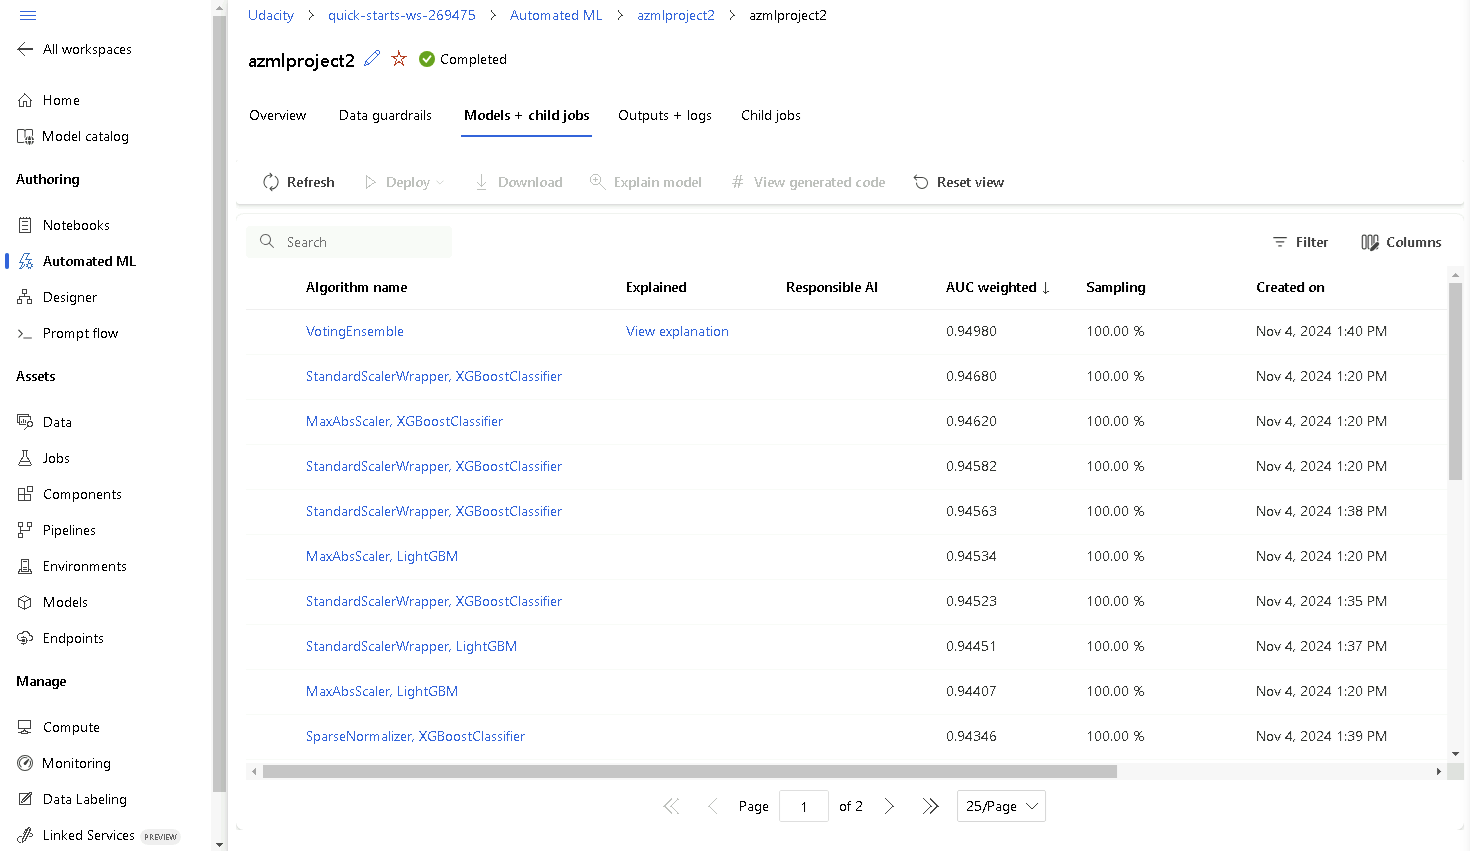 All workspaces
Home
Model catalog
Authoring
Notebooks
Automated ML
Designer
Prompt flow
Assets
Data
Jobs
Components
Pipelines
Environments
Models
Endpoints
Manage
Compute
Monitoring
Data Labeling
Linked Services PREVIEW
Udacity > quick-starts-ws-269475 > Automated ML > azmlproject2 > azmlproject2
azmlproject2 Completed
Overview Data guardrails Models + child jobs Outputs + logs Child jobs
Refresh Deploy Download Explain model # View generated code Reset view
Search Filter Columns
Algorithm name Explained Responsible AI AUC weighted ↓ Sampling Created on
VotingEnsemble View explanation 0.94980 100.00 % Nov 4, 2024 1:40 PM
StandardScalerWrapper, XGBoostClassifier 0.94680 100.00 % Nov 4, 2024 1:20 PM
MaxAbsScaler, XGBoostClassifier 0.94620 100.00 % Nov 4, 2024 1:20 PM
StandardScalerWrapper, XGBoostClassifier 0.94582 100.00 % Nov 4, 2024 1:20 PM
StandardScalerWrapper, XGBoostClassifier 0.94563 100.00 % Nov 4, 2024 1:38 PM
MaxAbsScaler, LightGBM 0.94534 100.00 % Nov 4, 2024 1:20 PM
StandardScalerWrapper, XGBoostClassifier 0.94523 100.00 % Nov 4, 2024 1:35 PM
StandardScalerWrapper, LightGBM 0.94451 100.00 % Nov 4, 2024 1:37 PM
MaxAbsScaler, LightGBM 0.94407 100.00 % Nov 4, 2024 1:20 PM
SparseNormalizer, XGBoostClassifier 0.94346 100.00 % Nov 4, 2024 1:39 PM
Page 1 of 2 25/Page